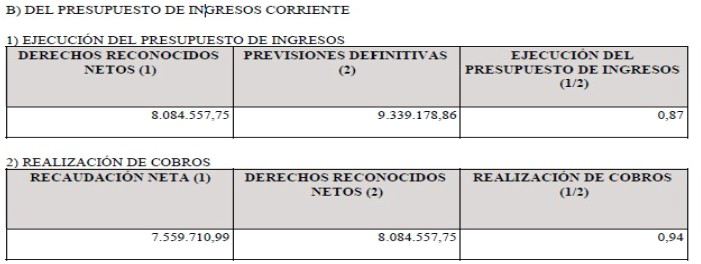 B) DEL PRESUPUESTO DE INGRESOS CORRIENTE
1) EJECUCIÓN DEL PRESUPUESTO DE INGRESOS
DERECHOS RECONOCIDOS NETOS (1)
PREVISIONES DEFINITIVAS (2)
EJECUCIÓN DEL PRESUPUESTO DE INGRESOS (1/2)
8.084.557,75
9.339.178,86
0,87
2) REALIZACIÓN DE COBROS
RECAUDACIÓN NETA (1)
DERECHOS RECONOCIDOS NETOS (2)
REALIZACIÓN DE COBROS (1/2)
7.559.710,99
8.084.557,75
0,94